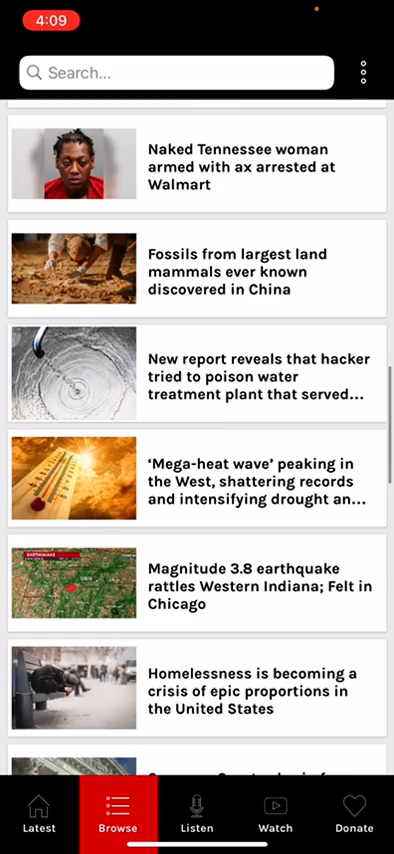 4:09
Search...
Naked Tennessee woman
armed with ax arrested at
Walmart
Fossils from largest land
mammals ever known
discovered in China
New report reveals that hacker
tried to poison water
treatment plant that served...
‘Mega-heat wave’ peaking in
the West, shattering records
and intensifying drought an...
EARTHQUAKE
Magnitude 3.8 earthquake
rattles Western Indiana; Felt in
Chicago
Homelessness is becoming a
crisis of epic proportions in
the United States
Latest
Browse
Listen
Watch
Donate